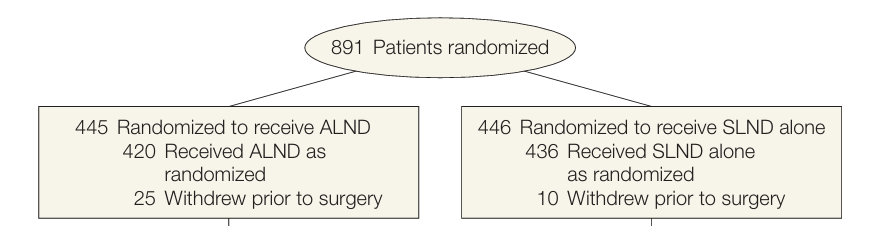 891 Patients randomized
445 Randomized to receive ALND
420 Received ALND as
randomized
25 Withdrew prior to surgery
446 Randomized to receive SLND alone
436 Received SLND alone
as randomized
10 Withdrew prior to surgery